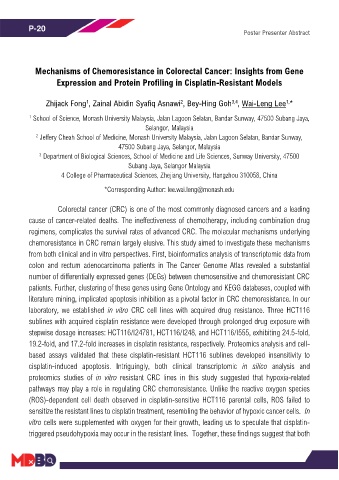 P-20
Poster Presenter Abstract
Mechanisms of Chemoresistance in Colorectal Cancer: Insights from Gene
Expression and Protein Profiling in Cisplatin-Resistant Models
Zhijack Fong¹, Zainal Abidin Syafiq Asnawi², Bey-Hing Goh³,⁴, Wai-Leng Lee¹,*
¹ School of Science, Monash University Malaysia, Jalan Lagoon Selatan, Bandar Sunway, 47500 Subang Jaya,
Selangor, Malaysia
² Jeffery Cheah School of Medicine, Monash University Malaysia, Jalan Lagoon Selatan, Bandar Sunway,
47500 Subang Jaya, Selangor, Malaysia
³ Department of Biological Sciences, School of Medicine and Life Sciences, Sunway University, 47500
Subang Jaya, Selangor Malaysia
4 College of Pharmaceutical Sciences, Zhejiang University, Hangzhou 310058, China
*Corresponding Author: lee.wai.leng@monash.edu
Colorectal cancer (CRC) is one of the most commonly diagnosed cancers and a leading
cause of cancer-related deaths. The ineffectiveness of chemotherapy, including combination drug
regimens, complicates the survival rates of advanced CRC. The molecular mechanisms underlying
chemoresistance in CRC remain largely elusive. This study aimed to investigate these mechanisms
from both clinical and in vitro perspectives. First, bioinformatics analysis of transcriptomic data from
colon and rectum adenocarcinoma patients in The Cancer Genome Atlas revealed a substantial
number of differentially expressed genes (DEGs) between chemosensitive and chemoresistant CRC
patients. Further, clustering of these genes using Gene Ontology and KEGG databases, coupled with
literature mining, implicated apoptosis inhibition as a pivotal factor in CRC chemoresistance. In our
laboratory, we established in vitro CRC cell lines with acquired drug resistance. Three HCT116
sublines with acquired cisplatin resistance were developed through prolonged drug exposure with
stepwise dosage increases: HCT116/I24781, HCT116/I248, and HCT116/I555, exhibiting 24.5-fold,
19.2-fold, and 17.2-fold increases in cisplatin resistance, respectively. Proteomics analysis and cell-
based assays validated that these cisplatin-resistant HCT116 sublines developed insensitivity to
cisplatin-induced apoptosis. Intriguingly, both clinical transcriptomic in silico analysis and
proteomics studies of in vitro resistant CRC lines in this study suggested that hypoxia-related
pathways may play a role in regulating CRC chemoresistance. Unlike the reactive oxygen species
(ROS)-dependent cell death observed in cisplatin-sensitive HCT116 parental cells, ROS failed to
sensitize the resistant lines to cisplatin treatment, resembling the behavior of hypoxic cancer cells. In
vitro cells were supplemented with oxygen for their growth, leading us to speculate that cisplatin-
triggered pseudohypoxia may occur in the resistant lines. Together, these findings suggest that both